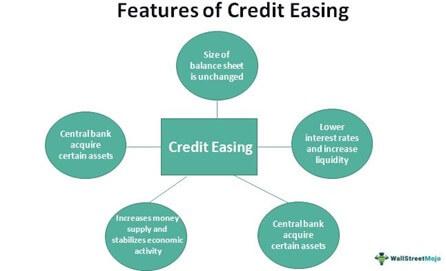 Features of Credit Easing
Size of
balance sheet
is unchanged
Central bank
acquire
certain assets
Credit Easing
Lower
interest rates
and increase
liquidity
Increases money
supply and
stabilizes economic
activity
Central bank
acquire
certain assets
WallStreetMojo